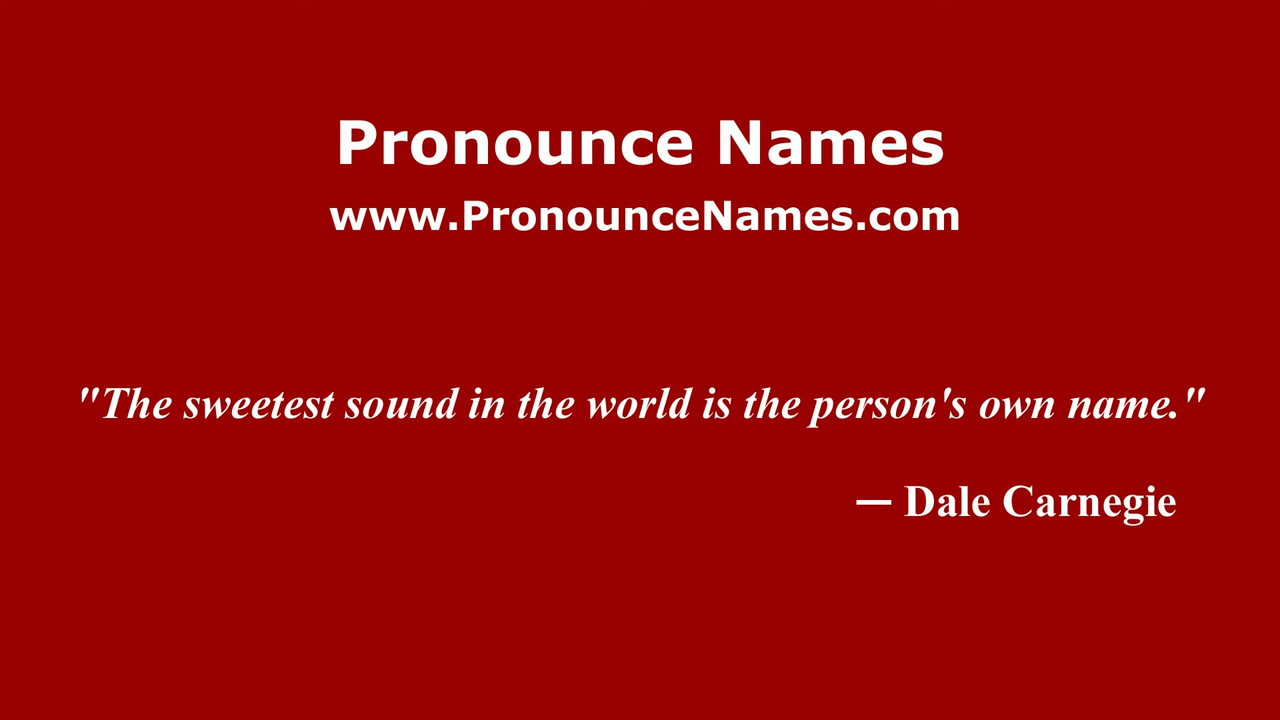 Pronounce Names
www.PronounceNames.com
"The sweetest sound in the world is the person's own name."
— Dale Carnegie